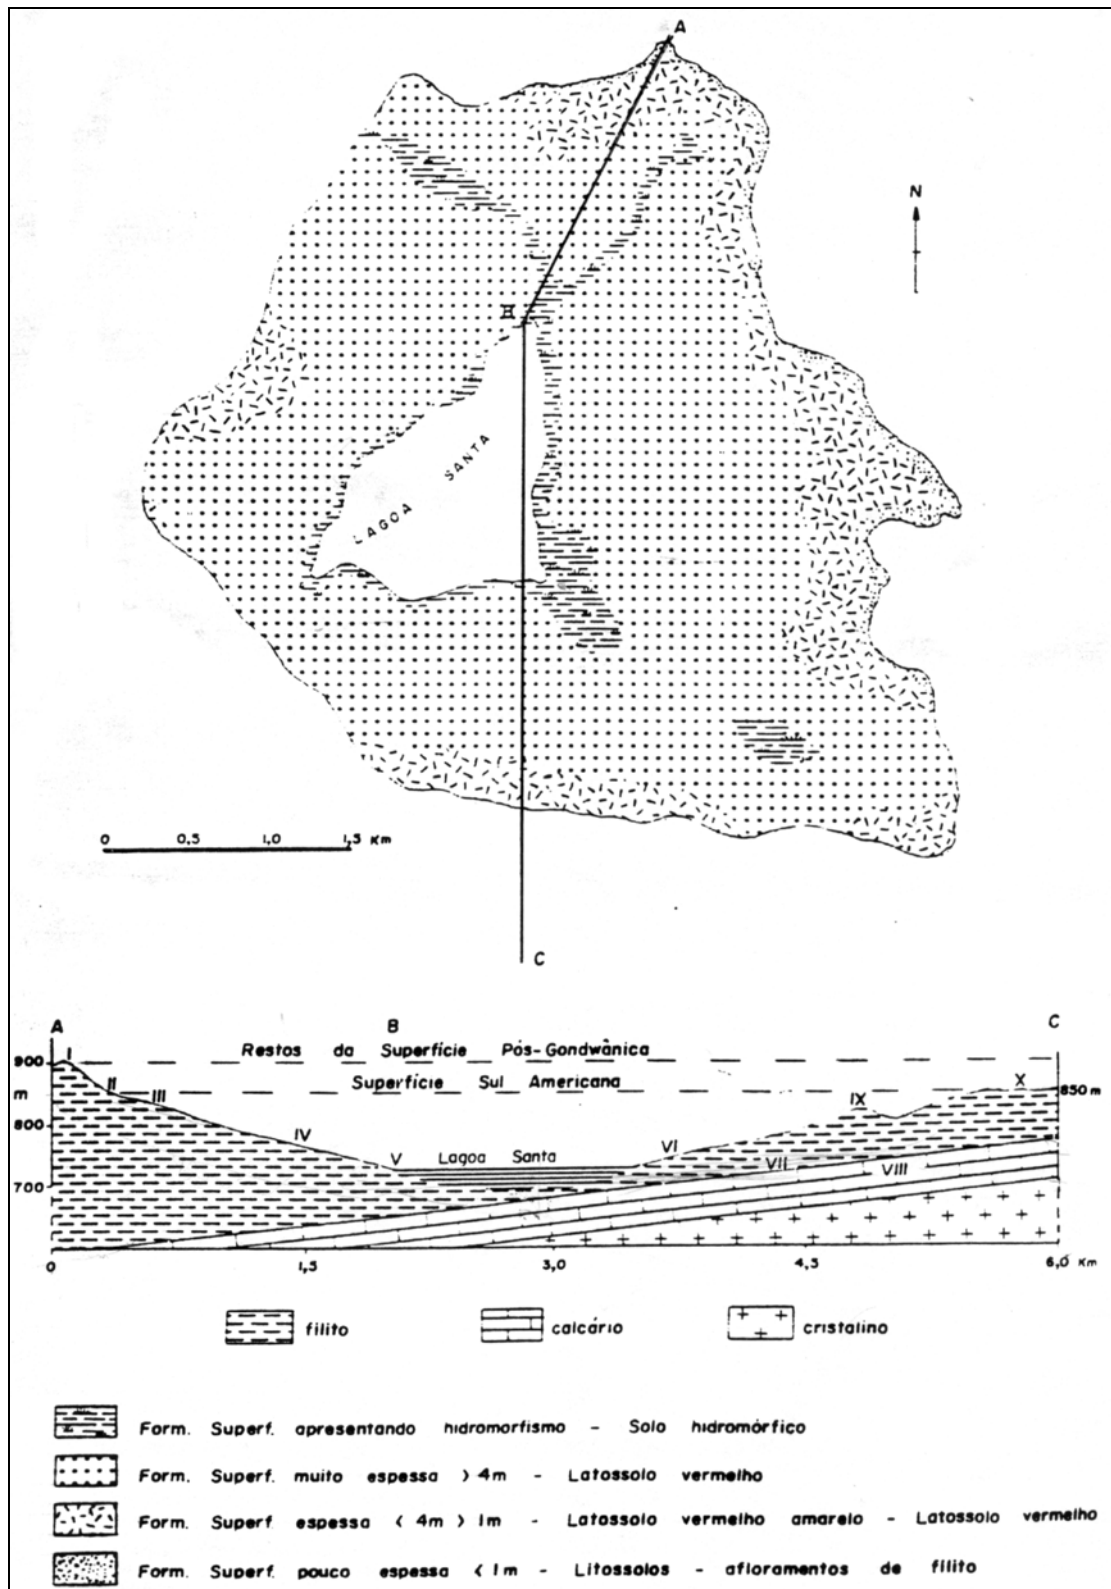 A
N
B
LAGOA SANTA
0 0,5 1,0 1,5 Km
C
A B C
I Restos da Superfície Pós-Gondwânica
900
II Superfície Sul Americana X
m III IX 850 m
800
IV VI
V Lagoa Santa VII
VIII
700
0 1,5 3,0 4,5 6,0 Km
filito calcário cristalino
Form. Superf. apresentando hidromorfismo - Solo hidromórfico
Form. Superf. muito espessa > 4m - Latossolo vermelho
Form. Superf. espessa < 4m > 1m - Latossolo vermelho amarelo - Latossolo vermelho
Form. Superf. pouco espessa < 1m - Litossolos - afloramentos de filito